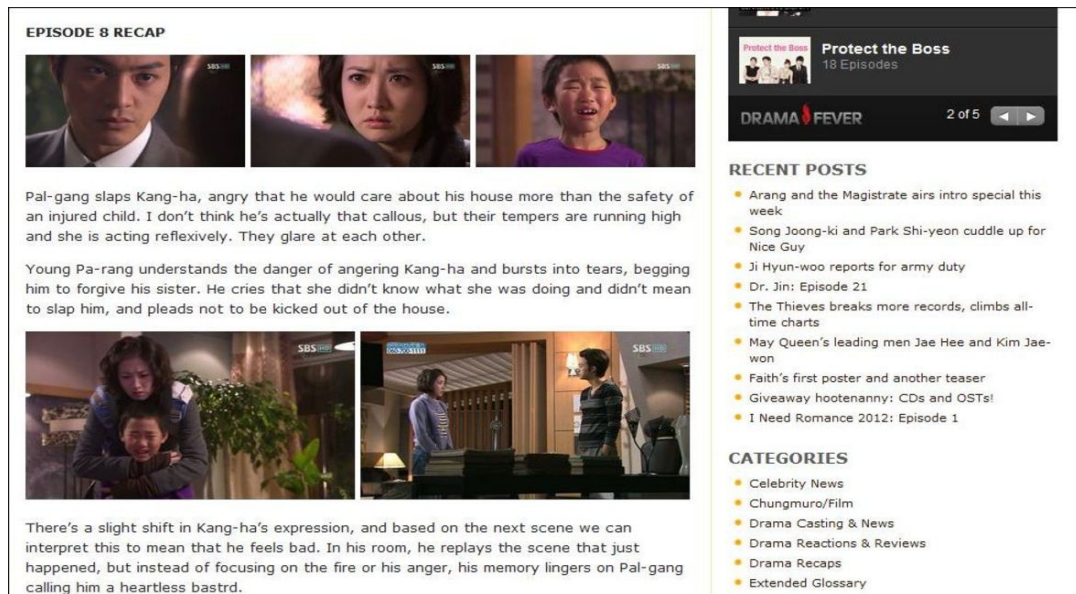 EPISODE 8 RECAP
SBS HD
SBS HD
SBS HD
Pal-gang slaps Kang-ha, angry that he would care about his house more than the safety of
an injured child. I don't think he's actually that callous, but their tempers are running high
and she is acting reflexively. They glare at each other.
Young Pa-rang understands the danger of angering Kang-ha and bursts into tears, begging
him to forgive his sister. He cries that she didn't know what she was doing and didn't mean
to slap him, and pleads not to be kicked out of the house.
SBS HD
060-700-1111
SBS HD
There's a slight shift in Kang-ha's expression, and based on the next scene we can
interpret this to mean that he feels bad. In his room, he replays the scene that just
happened, but instead of focusing on the fire or his anger, his memory lingers on Pal-gang
calling him a heartless bastrd.
Protect the Boss
Protect the Boss
18 Episodes
DRAMA FEVER
2 of 5
RECENT POSTS
Arang and the Magistrate airs intro special this
week
Song Joong-ki and Park Shi-yeon cuddle up for
Nice Guy
Ji Hyun-woo reports for army duty
Dr. Jin: Episode 21
The Thieves breaks more records, climbs all-
time charts
May Queen's leading men Jae Hee and Kim Jae-
won
Faith's first poster and another teaser
Giveaway hootenanny: CDs and OSTs!
I Need Romance 2012: Episode 1
CATEGORIES
Celebrity News
Chungmuro/Film
Drama Casting & News
Drama Reactions & Reviews
Drama Recaps
Extended Glossary